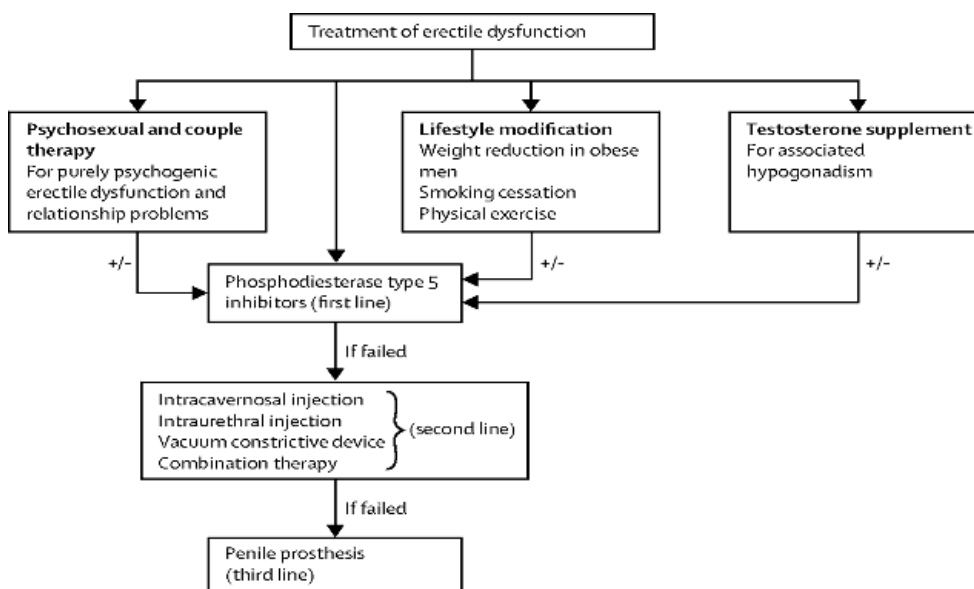 Treatment of erectile dysfunction
Psychosexual and couple
therapy
For purely psychogenic
erectile dysfunction and
relationship problems
Lifestyle modification
Weight reduction in obese
men
Smoking cessation
Physical exercise
Testosterone supplement
For associated
hypogonadism
+/-
+/-
+/-
Phosphodiesterase type 5
inhibitors (first line)
If failed
Intracavernosal injection
Intraurethral injection
Vacuum constrictive device
Combination therapy
(second line)
If failed
Penile prosthesis
(third line)